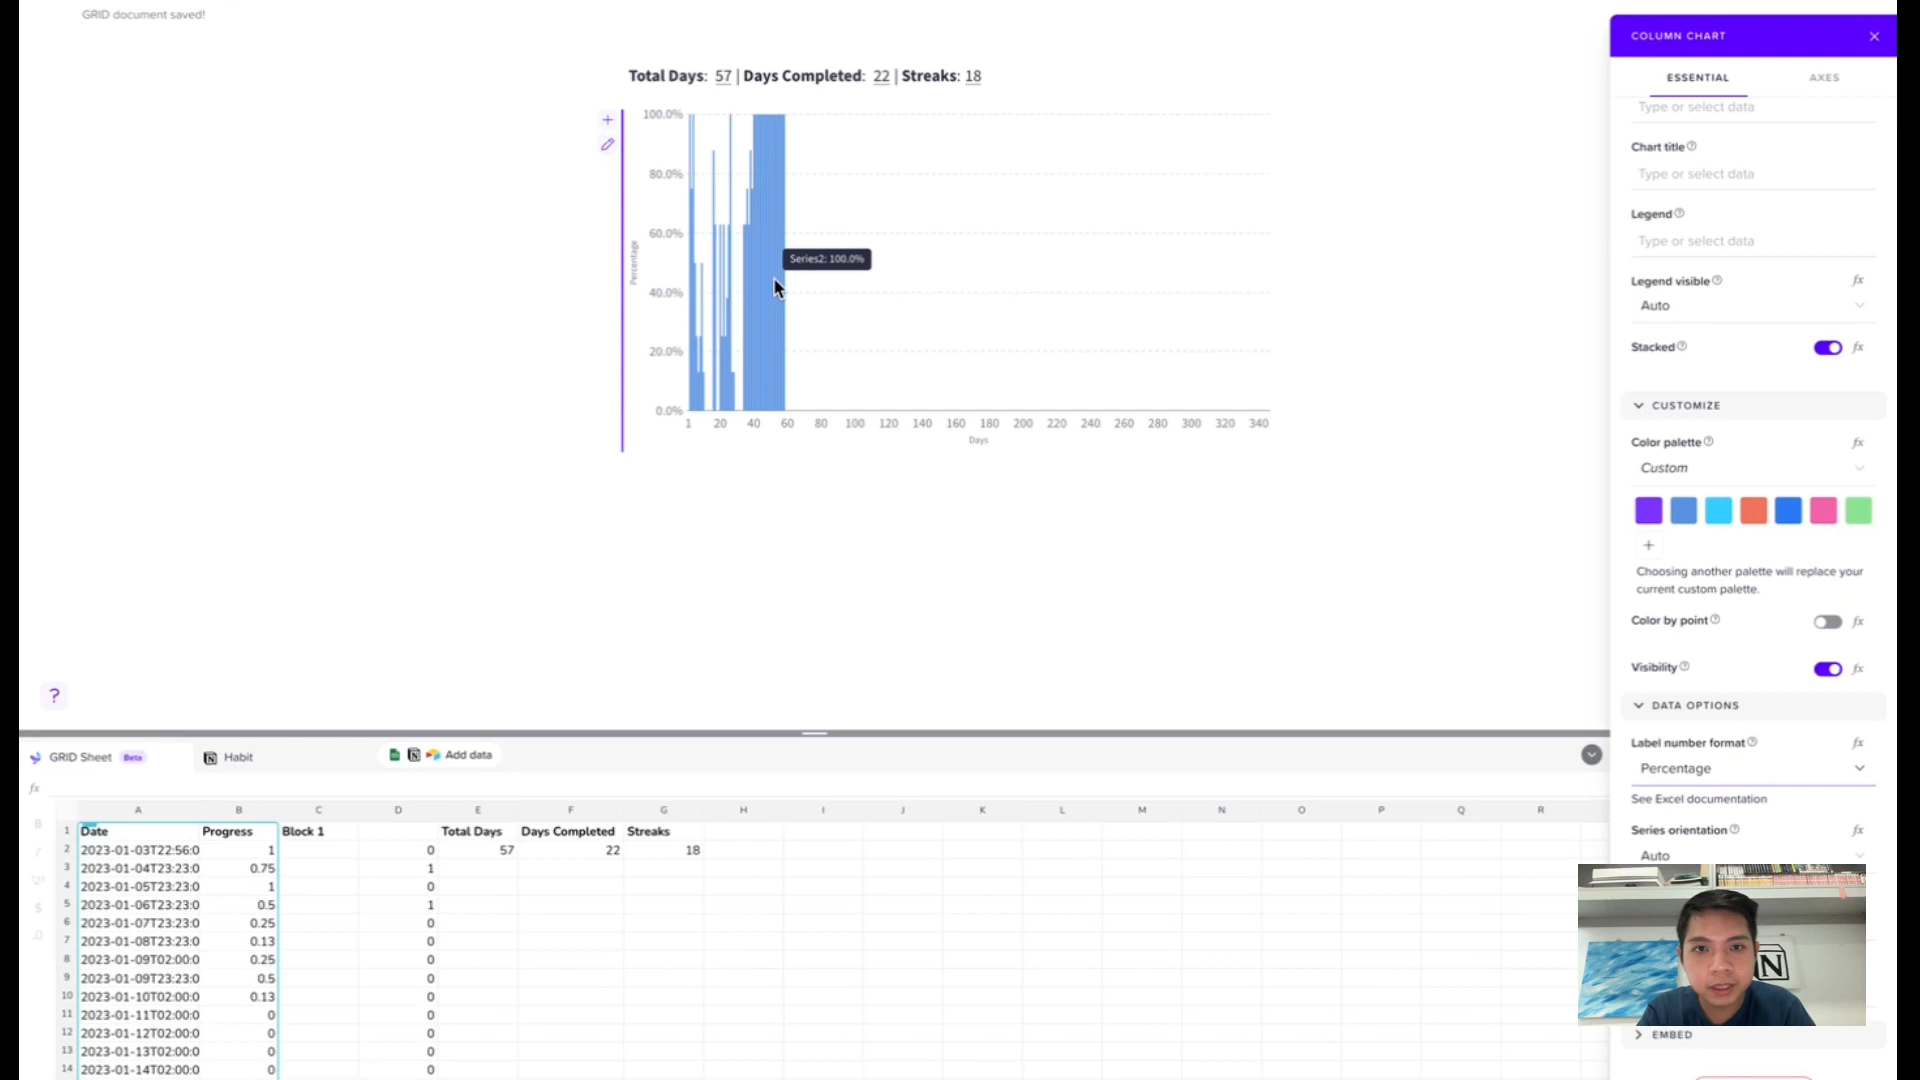 GRID document saved!
Total Days: 57 | Days Completed: 22 | Streaks: 18
100.0%
80.0%
60.0%
40.0%
20.0%
0.0%
Percentage
Series2: 100.0%
1 20 40 60 80 100 120 140 160 180 200 220 240 260 280 300 320 340
Days
COLUMN CHART
ESSENTIAL AXES
Type or select data
Chart title
Type or select data
Legend
Type or select data
Legend visible fx
Auto
Stacked fx
CUSTOMIZE
Color palette fx
Custom
Choosing another palette will replace your
current custom palette.
Color by point fx
Visibility fx
DATA OPTIONS
Label number format fx
Percentage
See Excel documentation
Series orientation fx
Auto
EMBED
?
GRID Sheet Beta Habit Add data
fx
A B C D E F G H I J K L M N O P Q R
1 Date Progress Block 1 Total Days Days Completed Streaks
2 2023-01-03T22:56:0 1 0 57 22 18
3 2023-01-04T23:23:0 0.75 1
4 2023-01-05T23:23:0 1 0
5 2023-01-06T23:23:0 0.5 1
6 2023-01-07T23:23:0 0.25 0
7 2023-01-08T23:23:0 0.13 0
8 2023-01-09T02:00:0 0.25 0
9 2023-01-09T23:23:0 0.5 0
10 2023-01-10T02:00:0 0.13 0
11 2023-01-11T02:00:0 0 0
12 2023-01-12T02:00:0 0 0
13 2023-01-13T02:00:0 0 0
14 2023-01-14T02:00:0 0 0
B
$
N